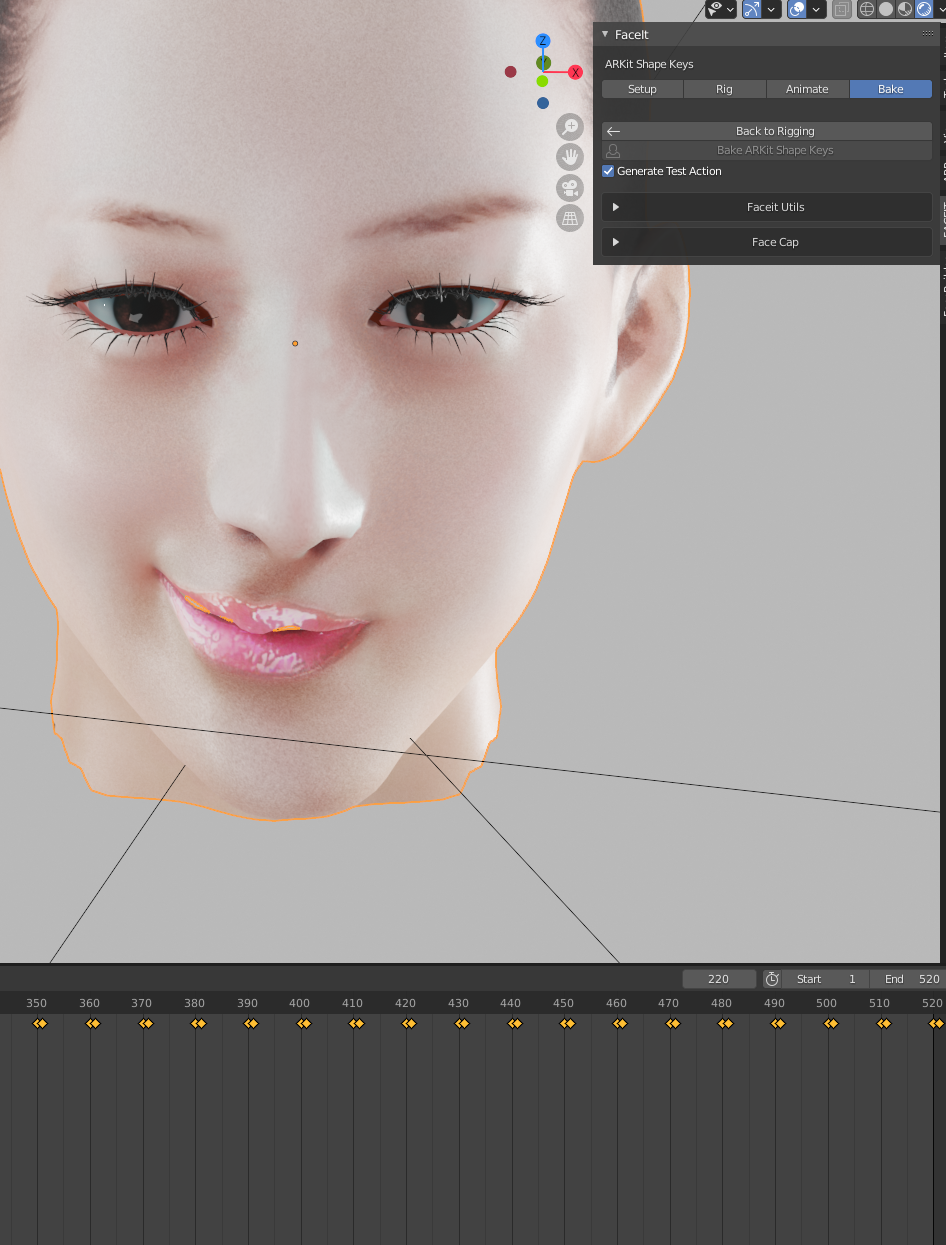 FaceIt
Z
Y
X
ARKit Shape Keys
Setup Rig Animate Bake
Back to Rigging
Bake ARKit Shape Keys
Generate Test Action
Faceit Utils
Face Cap
220 Start 1 End 520
350 360 370 380 390 400 410 420 430 440 450 460 470 480 490 500 510 520